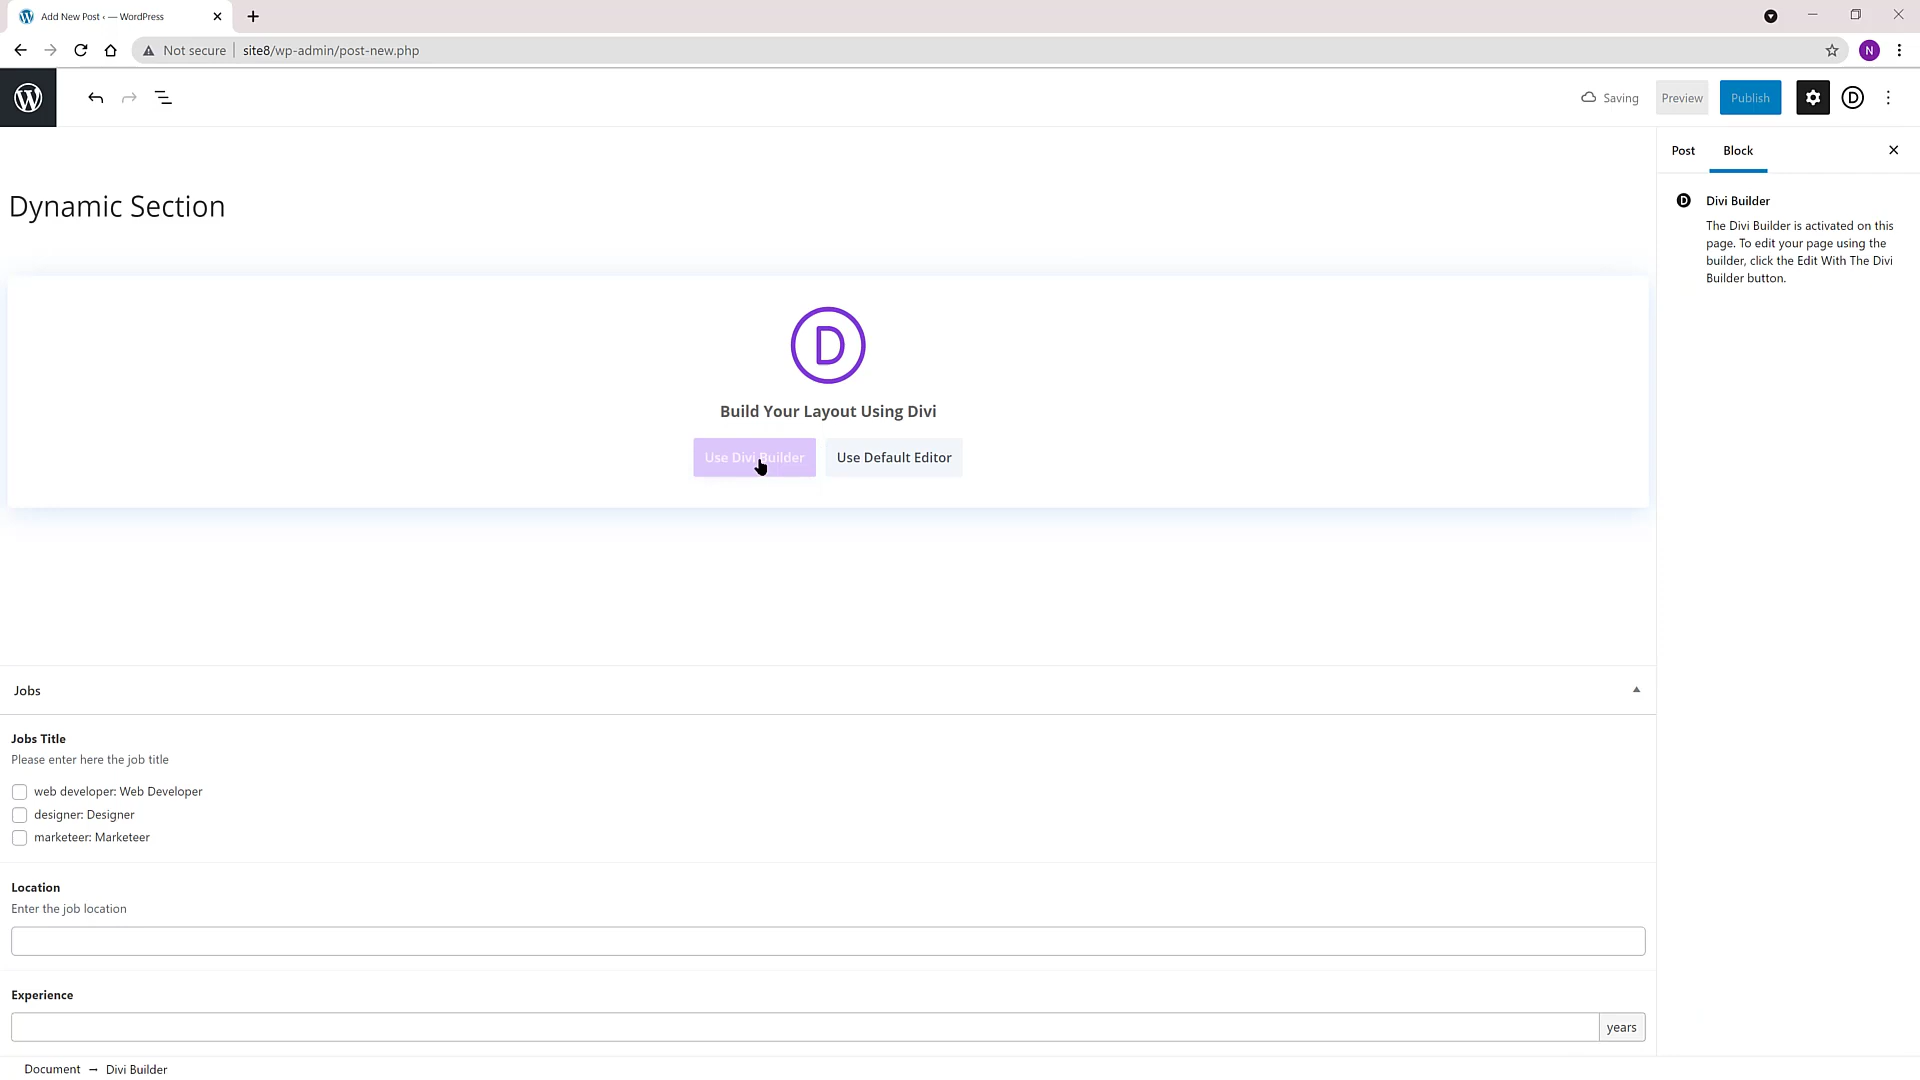 Add New Post ‹ — WordPress
Not secure
site8/wp-admin/post-new.php
N
Saving
Preview
Publish
Dynamic Section
Build Your Layout Using Divi
Use Divi Builder
Use Default Editor
Post
Block
Divi Builder
The Divi Builder is activated on this
page. To edit your page using the
builder, click the Edit With The Divi
Builder button.
Jobs
Jobs Title
Please enter here the job title
web developer: Web Developer
designer: Designer
marketeer: Marketeer
Location
Enter the job location
Experience
years
Document → Divi Builder